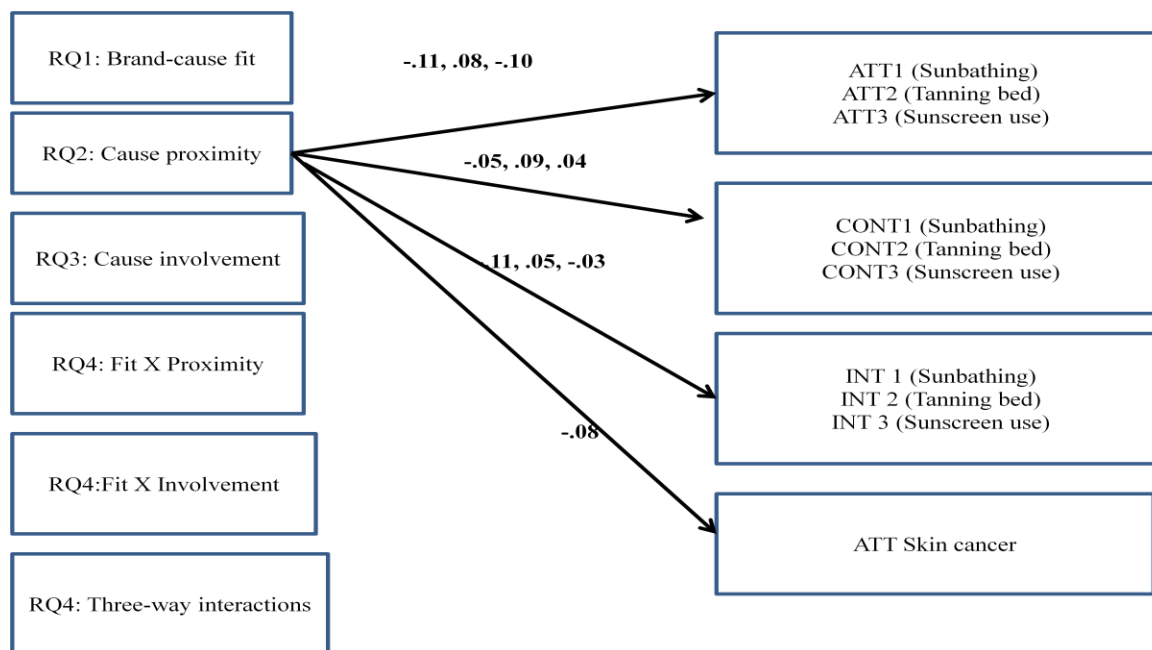 RQ1: Brand-cause fit
RQ2: Cause proximity
RQ3: Cause involvement
RQ4: Fit X Proximity
RQ4:Fit X Involvement
RQ4: Three-way interactions
-.11, .08, -.10
-.05, .09, .04
-.11, .05, -.03
-.08
ATT1 (Sunbathing)
ATT2 (Tanning bed)
ATT3 (Sunscreen use)
CONT1 (Sunbathing)
CONT2 (Tanning bed)
CONT3 (Sunscreen use)
INT 1 (Sunbathing)
INT 2 (Tanning bed)
INT 3 (Sunscreen use)
ATT Skin cancer